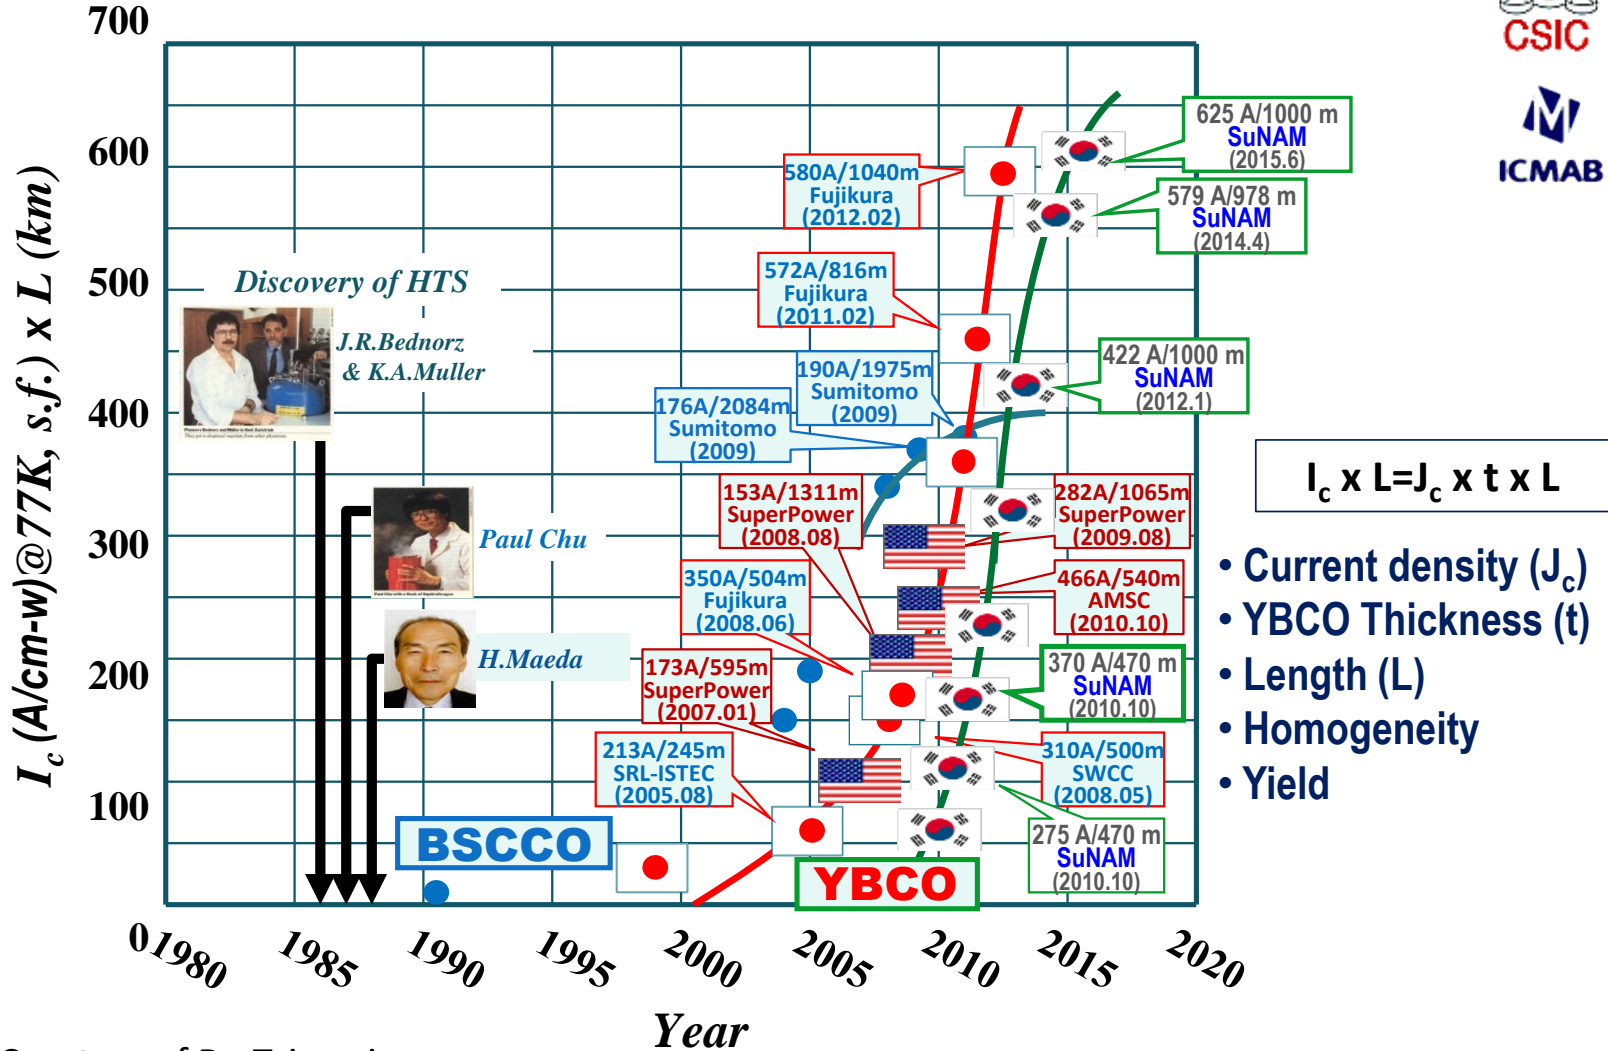 700
600
500
400
300
200
100
0
I_c (A/cm-w)@77K, s.f.) x L (km)
1980
1985
1990
1995
2000
2005
2010
2015
2020
Year
CSIC
ICMAB
Discovery of HTS
J.R.Bednorz
& K.A.Muller
Paul Chu
H.Maeda
BSCCO
YBCO
625 A/1000 m
SuNAM
(2015.6)
579 A/978 m
SuNAM
(2014.4)
580A/1040m
Fujikura
(2012.02)
572A/816m
Fujikura
(2011.02)
190A/1975m
Sumitomo
(2009)
176A/2084m
Sumitomo
(2009)
422 A/1000 m
SuNAM
(2012.1)
153A/1311m
SuperPower
(2008.08)
282A/1065m
SuperPower
(2009.08)
350A/504m
Fujikura
(2008.06)
466A/540m
AMSC
(2010.10)
173A/595m
SuperPower
(2007.01)
370 A/470 m
SuNAM
(2010.10)
213A/245m
SRL-ISTEC
(2005.08)
310A/500m
SWCC
(2008.05)
275 A/470 m
SuNAM
(2010.10)
I_c x L=J_c x t x L
• Current density (J_c)
• YBCO Thickness (t)
• Length (L)
• Homogeneity
• Yield